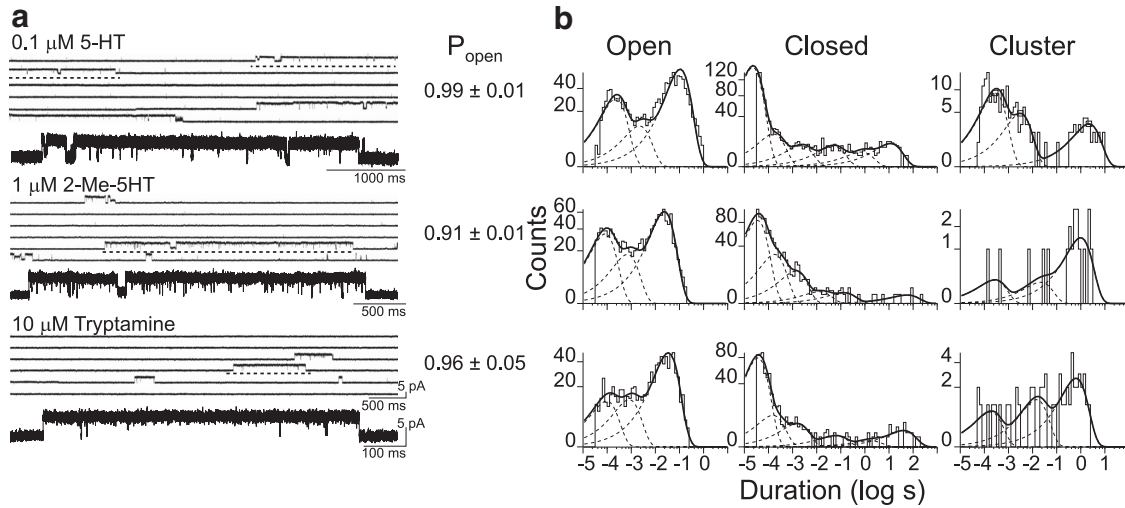 a
0.1 μM 5-HT
1000 ms
1 μM 2-Me-5HT
500 ms
10 μM Tryptamine
5 pA
500 ms
5 pA
100 ms
P_open
0.99 ± 0.01
0.91 ± 0.01
0.96 ± 0.05
b
Open Closed Cluster
40 20 0
120 80 40 0
10 5 0
60 40 20 0
80 40 0
2 1 0
40 20 0
80 40 0
4 2 0
Counts
-5 -4 -3 -2 -1 0 1
-5 -4 -3 -2 -1 0 1 2
-5 -4 -3 -2 -1 0 1
Duration (log s)